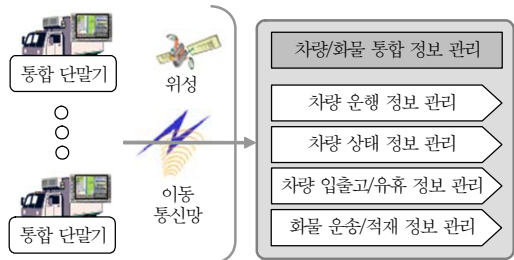 통합 단말기
위성
이동
통신망
통합 단말기
차량/화물 통합 정보 관리
차량 운행 정보 관리
차량 상태 정보 관리
차량 입출고/유휴 정보 관리
화물 운송/적재 정보 관리